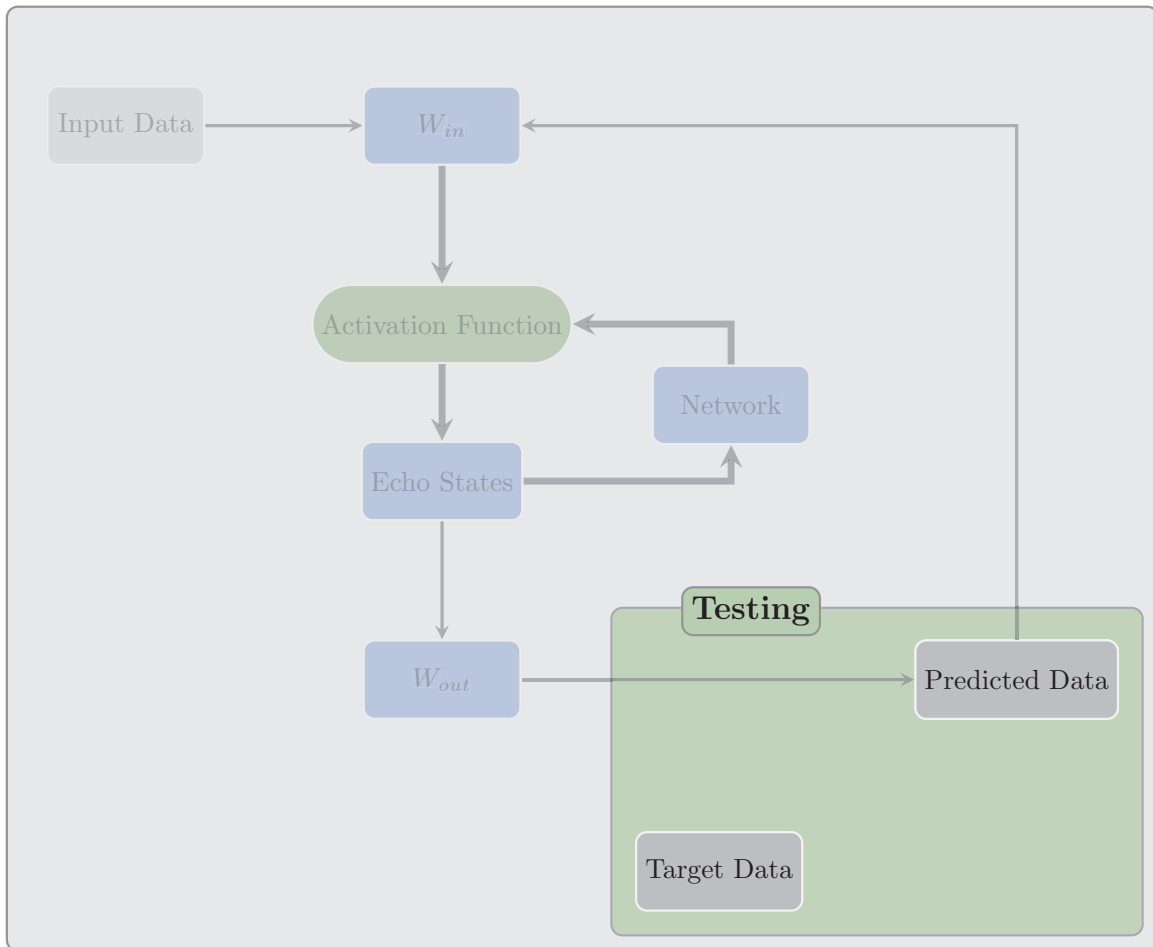 Input Data
W_in
Activation Function
Network
Echo States
Testing
W_out
Predicted Data
Target Data